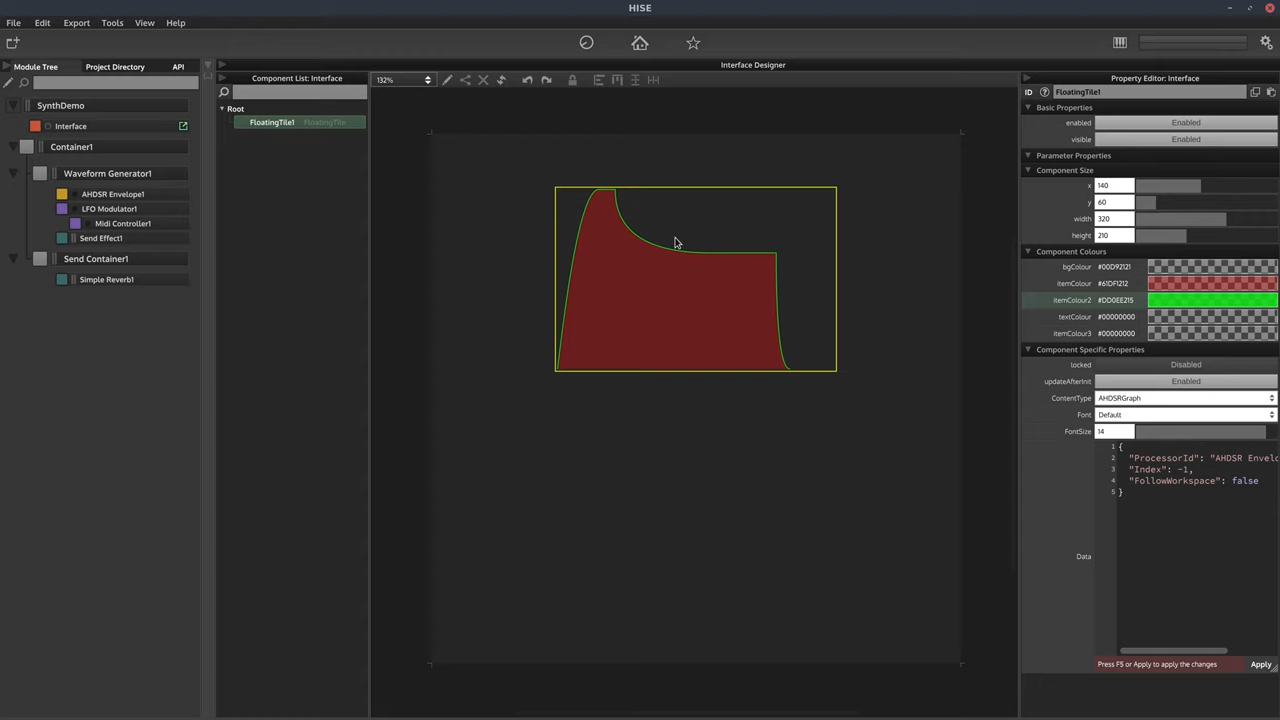 HISE
File Edit Export Tools View Help
Module Tree Project Directory API
SynthDemo
Interface
Container1
Waveform Generator1
AHDSR Envelope1
LFO Modulator1
Midi Controller1
Send Effect1
Send Container1
Simple Reverb1
Component List: Interface
Root
FloatingTile1 FloatingTile
Interface Designer
132%
Property Editor: Interface
ID FloatingTile1
Basic Properties
enabled Enabled
visible Enabled
Parameter Properties
Component Size
x 140
y 60
width 320
height 210
Component Colours
bgColour #00D92121
itemColour #61DF1212
itemColour2 #DD0EE215
textColour #00000000
itemColour3 #00000000
Component Specific Properties
locked Disabled
updateAfterInit Enabled
ContentType AHDSRGraph
Font Default
FontSize 14
Data
1 {
2 "ProcessorId": "AHDSR Envelo
3 "Index": -1,
4 "FollowWorkspace": false
5 }
Press F5 or Apply to apply the changes Apply